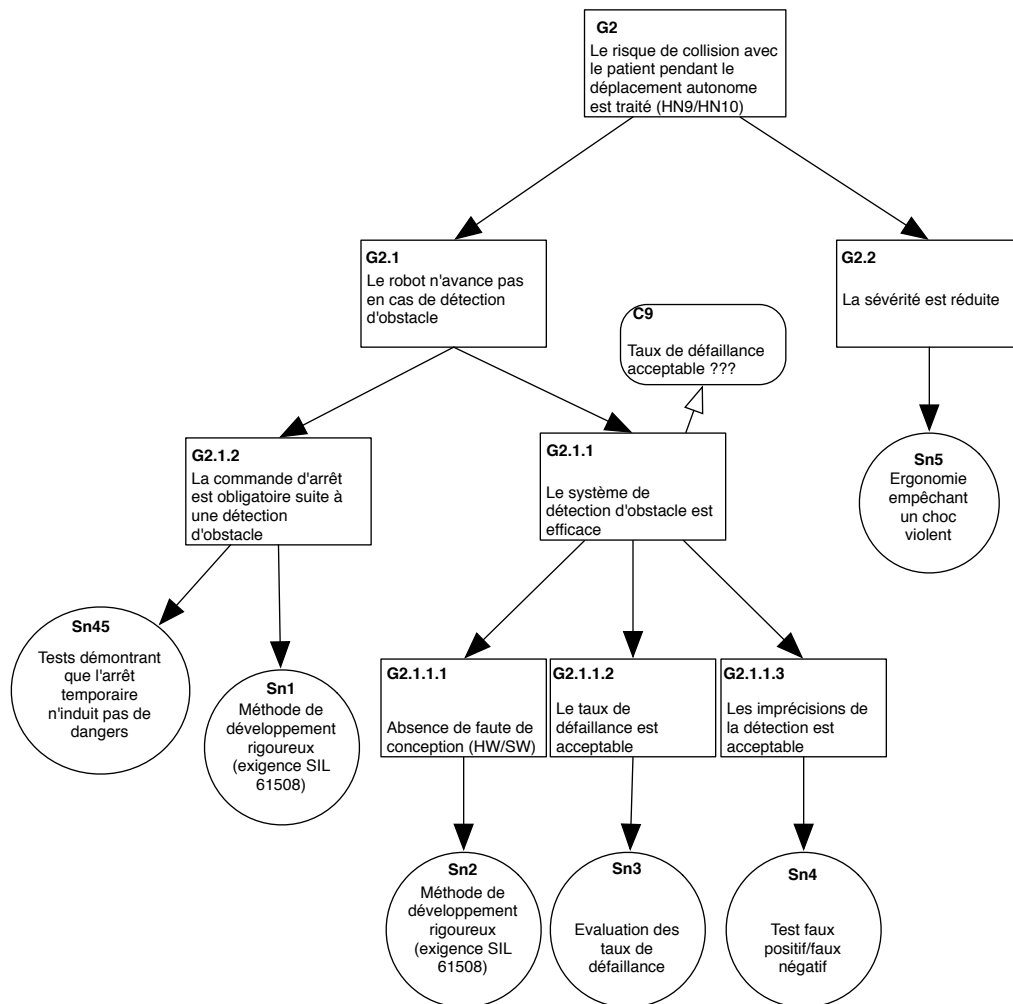 G2
Le risque de collision avec
le patient pendant le
déplacement autonome
est traité (HN9/HN10)
G2.1
Le robot n'avance pas
en cas de détection
d'obstacle
G2.2
La sévérité est réduite
C9
Taux de défaillance
acceptable ???
G2.1.2
La commande d'arrêt
est obligatoire suite à
une détection
d'obstacle
G2.1.1
Le système de
détection d'obstacle est
efficace
Sn5
Ergonomie
empêchant
un choc
violent
Sn45
Tests démontrant
que l'arrêt
temporaire
n'induit pas de
dangers
Sn1
Méthode de
développement
rigoureux
(exigence SIL
61508)
G2.1.1.1
Absence de faute de
conception (HW/SW)
G2.1.1.2
Le taux de
défaillance est
acceptable
G2.1.1.3
Les imprécisions de
la détection est
acceptable
Sn2
Méthode de
développement
rigoureux
(exigence SIL
61508)
Sn3
Evaluation des
taux de
défaillance
Sn4
Test faux
positif/faux
négatif